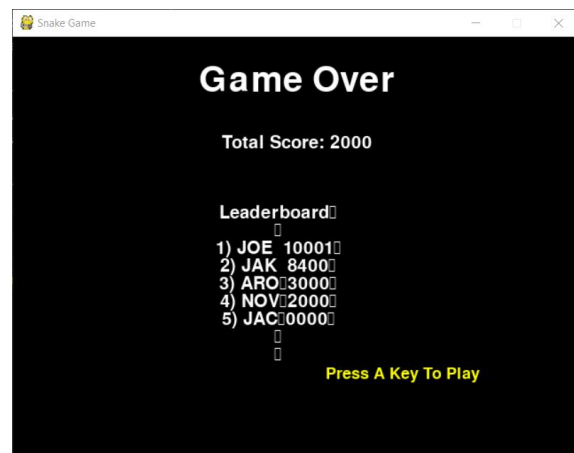 Snake Game
Game Over
Total Score: 2000
Leaderboard▯
▯
1) JOE  10001▯
2) JAK  8400▯
3) ARO▯3000▯
4) NOV▯2000▯
5) JAC▯0000▯
▯
▯
Press A Key To Play